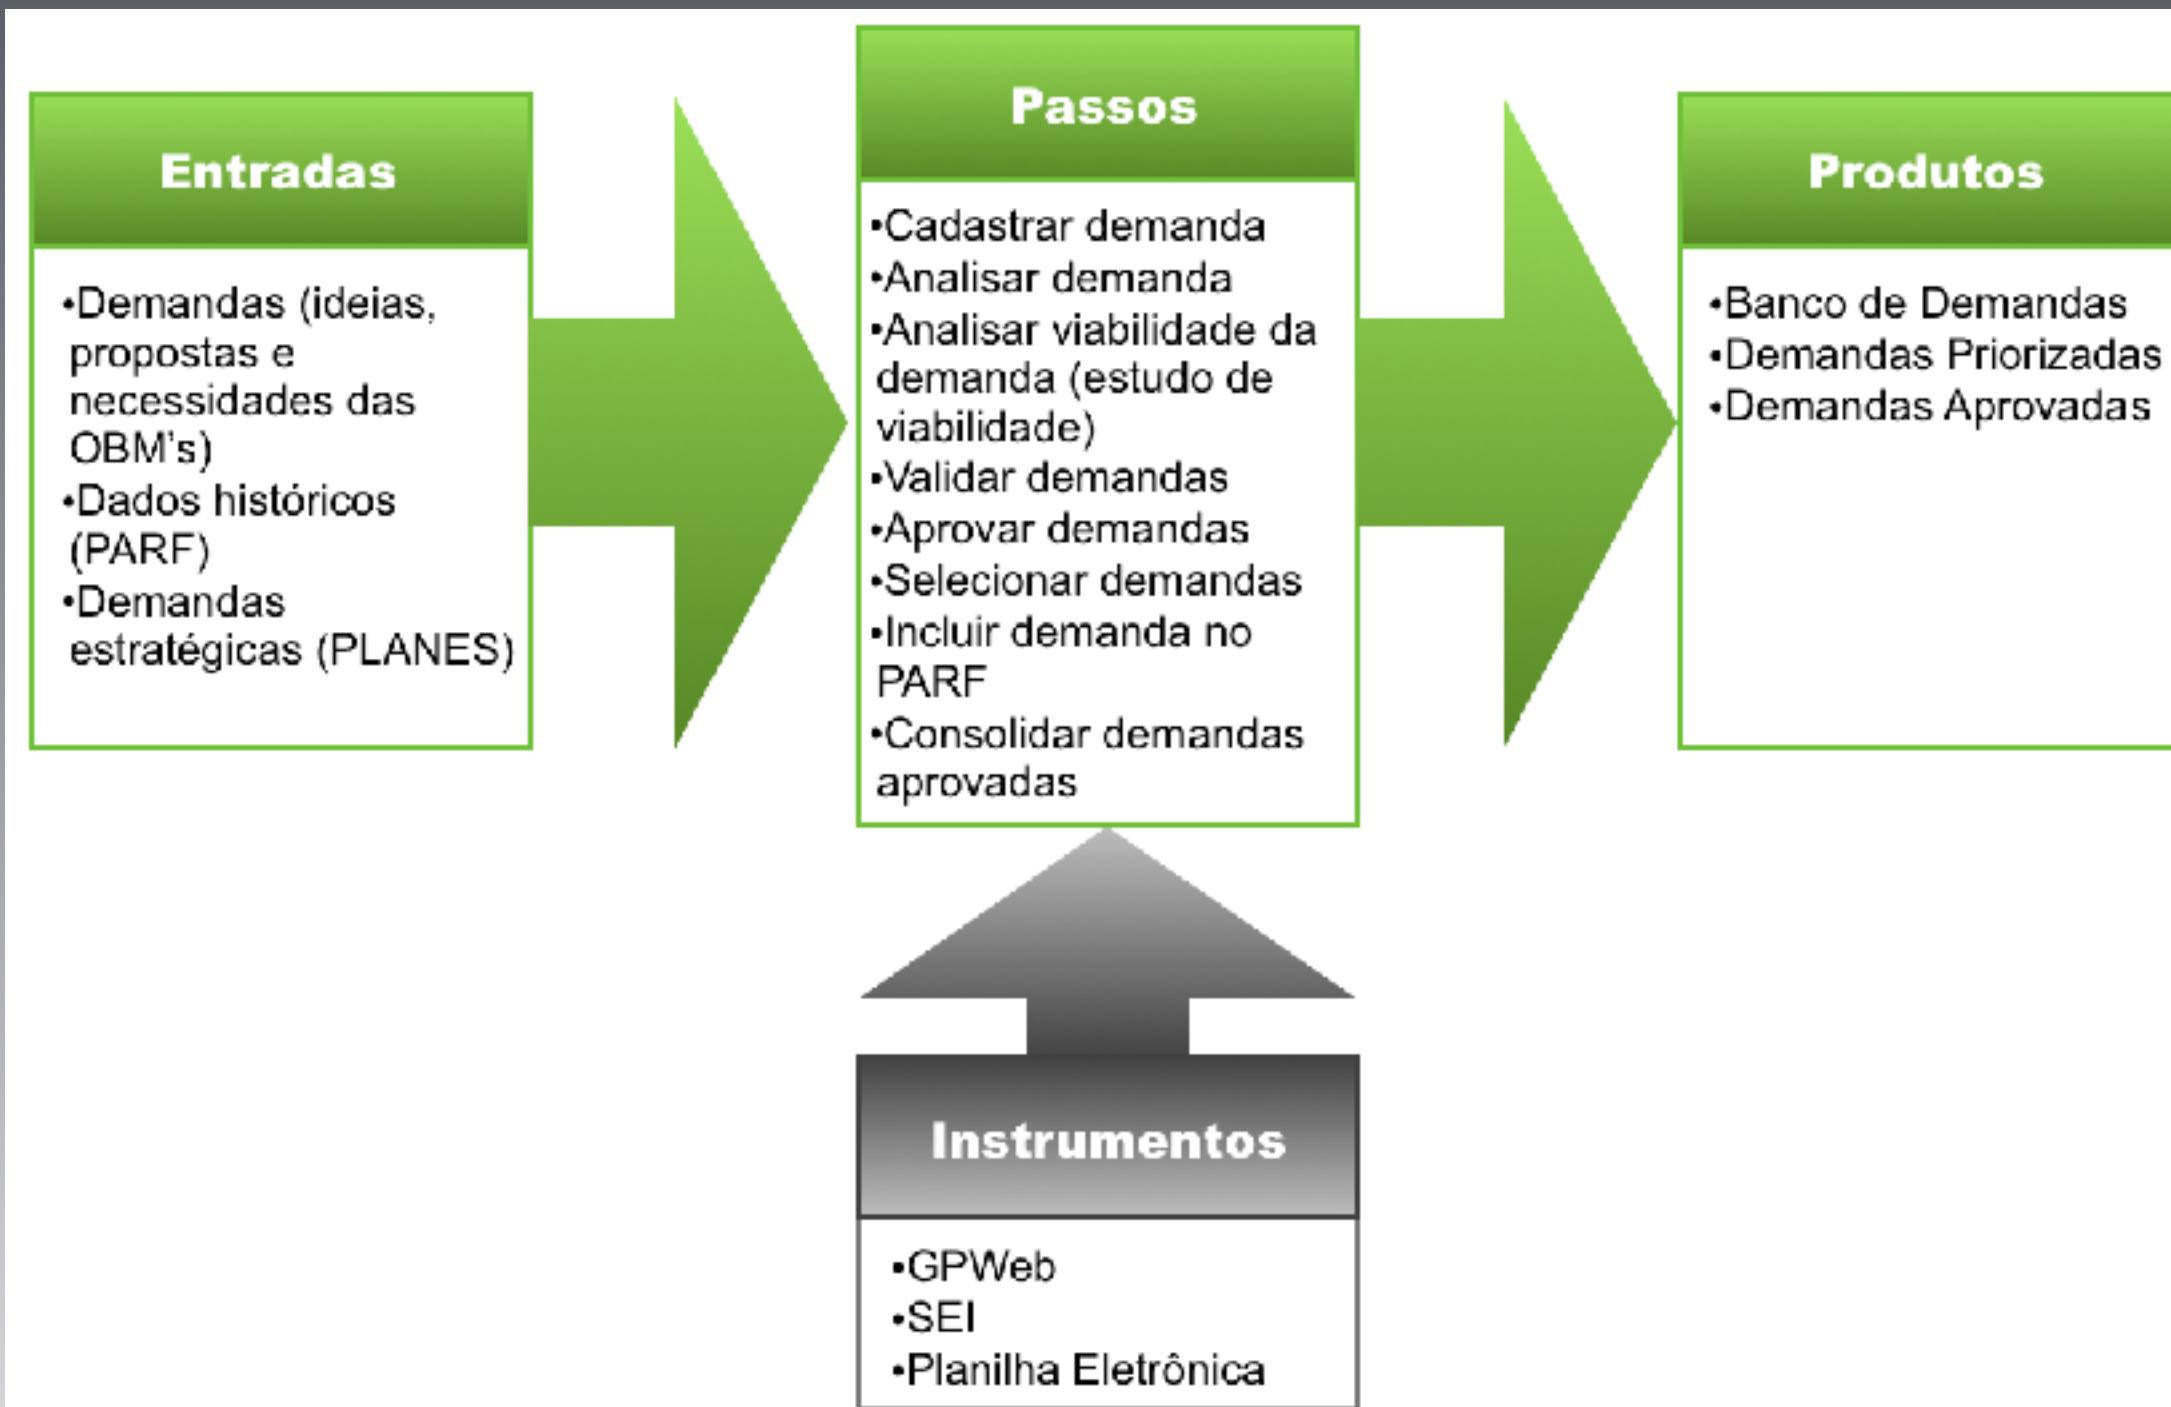 Entradas
•Demandas (ideias,
propostas e
necessidades das
OBM's)
•Dados históricos
(PARF)
•Demandas
estratégicas (PLANES)
Passos
•Cadastrar demanda
•Analisar demanda
•Analisar viabilidade da
demanda (estudo de
viabilidade)
•Validar demandas
•Aprovar demandas
•Selecionar demandas
•Incluir demanda no
PARF
•Consolidar demandas
aprovadas
Produtos
•Banco de Demandas
•Demandas Priorizadas
•Demandas Aprovadas
Instrumentos
•GPWeb
•SEI
•Planilha Eletrônica